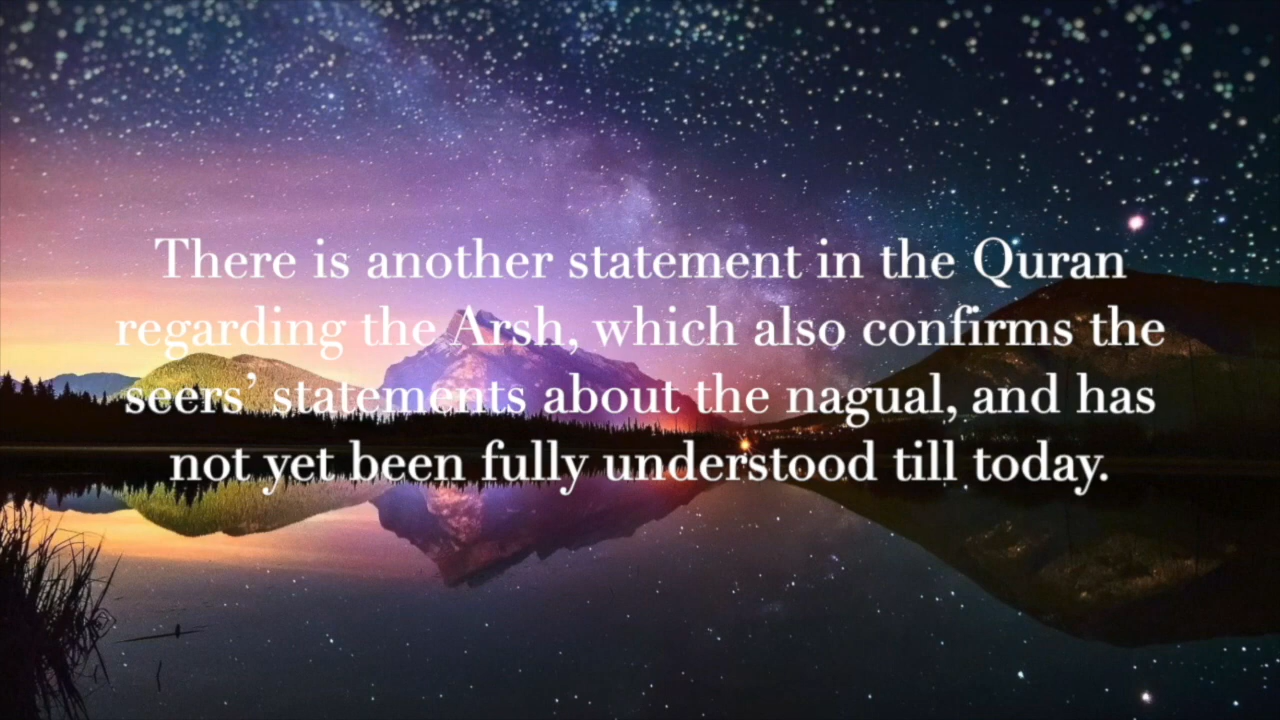 There is another statement in the Quran
regarding the Arsh, which also confirms the
seers’ statements about the nagual, and has
not yet been fully understood till today.